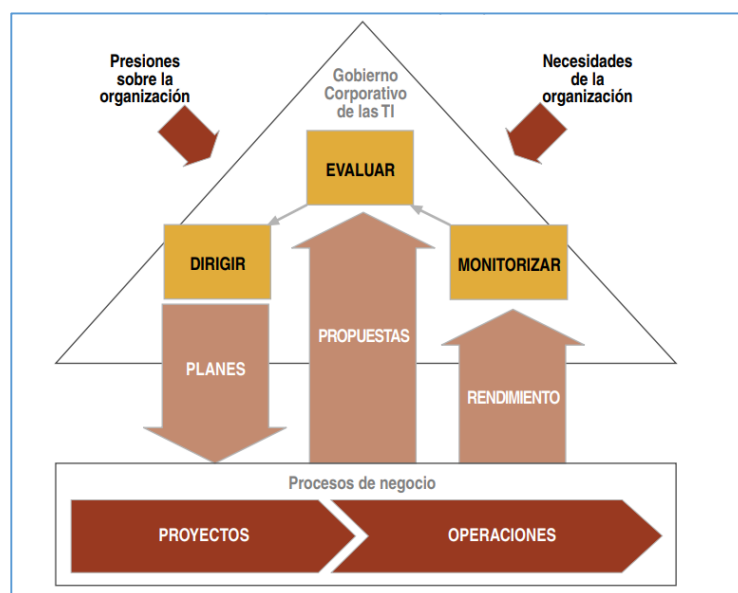 Presiones
sobre la
organización
Gobierno
Corporativo
de las TI
Necesidades
de la
organización
EVALUAR
DIRIGIR
MONITORIZAR
PLANES
PROPUESTAS
RENDIMIENTO
Procesos de negocio
PROYECTOS
OPERACIONES